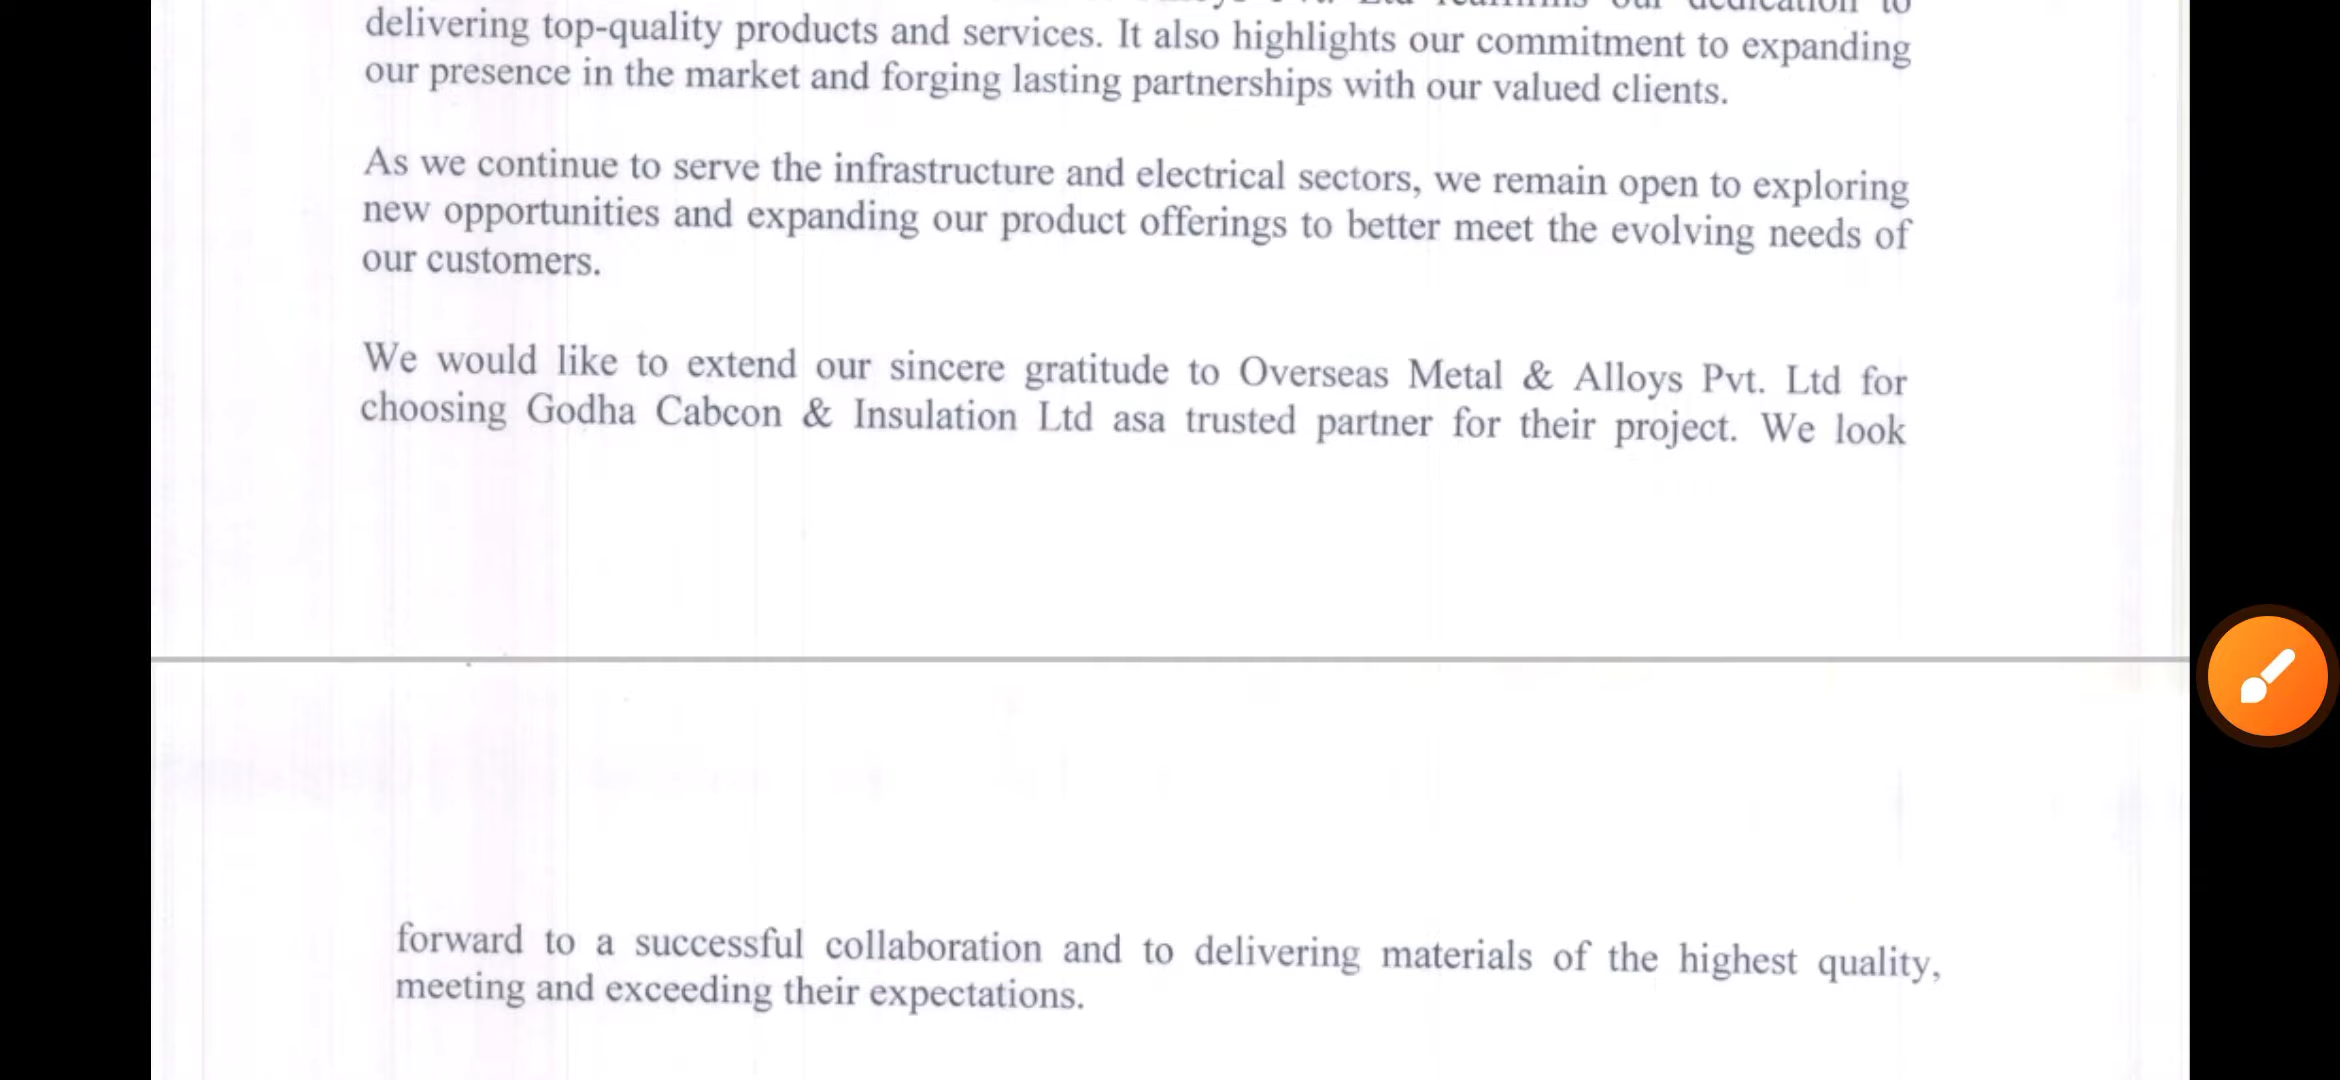 delivering top-quality products and services. It also highlights our commitment to expanding
our presence in the market and forging lasting partnerships with our valued clients.
As we continue to serve the infrastructure and electrical sectors, we remain open to exploring
new opportunities and expanding our product offerings to better meet the evolving needs of
our customers.
We would like to extend our sincere gratitude to Overseas Metal & Alloys Pvt. Ltd for
choosing Godha Cabcon & Insulation Ltd asa trusted partner for their project. We look
forward to a successful collaboration and to delivering materials of the highest quality,
meeting and exceeding their expectations.